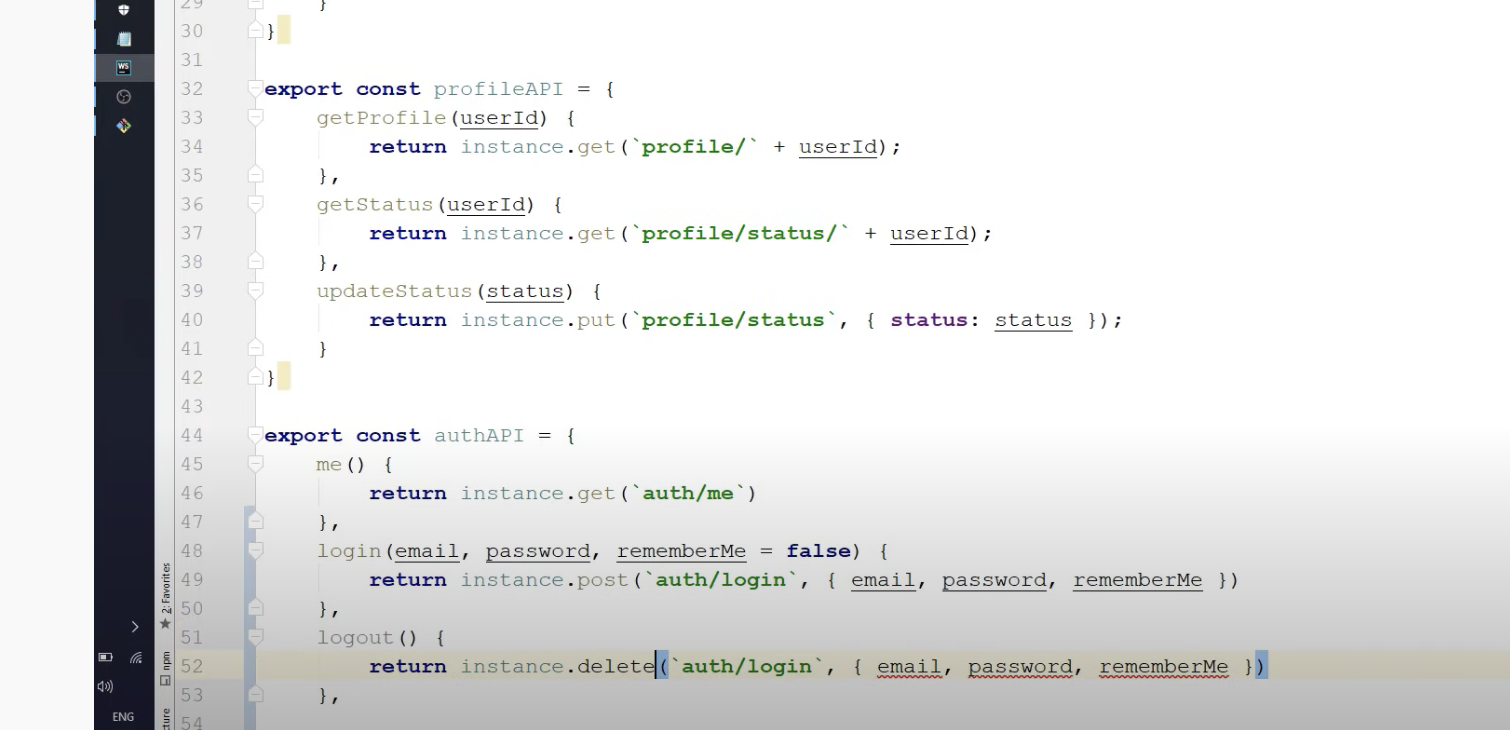 29 }
30 }
31
32 export const profileAPI = {
33 getProfile(userId) {
34 return instance.get(`profile/` + userId);
35 },
36 getStatus(userId) {
37 return instance.get(`profile/status/` + userId);
38 },
39 updateStatus(status) {
40 return instance.put(`profile/status`, { status: status });
41 }
42 }
43
44 export const authAPI = {
45 me() {
46 return instance.get(`auth/me`)
47 },
48 login(email, password, rememberMe = false) {
49 return instance.post(`auth/login`, { email, password, rememberMe })
50 },
51 logout() {
52 return instance.delete(`auth/login`, { email, password, rememberMe })
53 },
54
WS
2: Favorites
npm
cture
ENG